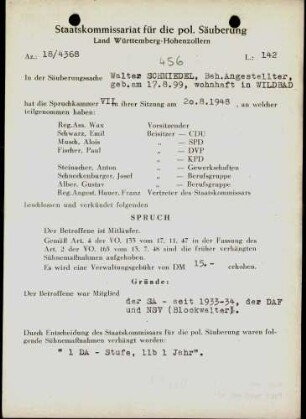 Staatskommissariat für die pol. Säuberung
Land Württemberg-Hohenzollern
Az.: 18/4368
L: 142
456
In der Säuberungssache Walter SCHMIEDEL, Beh.Angestellter,
geb.am 17.8.99, wohnhaft in WILDBAD
hat die Spruchkammer VII in ihrer Sitzung am 20.8.1948 , an welcher
teilgenommen haben:
Reg.Ass. Wax Vorsitzender
Schwarz, Emil Beisitzer — CDU
Musch, Alois „ — SPD
Fischer, Paul „ — DVP
„ — KPD
Steinacher, Anton „ — Gewerkschaften
Schneckenburger, Josef „ — Berufsgruppe
Alber, Gustav „ — Berufsgruppe
Reg.Angest. Hauer, Franz Vertreter des Staatskommissars
beschlossen und verkündet folgenden
SPRUCH
Der Betroffene ist Mitläufer.
Gemäß Art. 4 der VO. 133 vom 17. 11. 47 in der Fassung des
Art. 2 der VO. 165 vom 13. 7. 48 sind die früher verhängten
Sühnemaßnahmen aufgehoben.
Es wird eine Verwaltungsgebühr von DM 15.- erhoben.
Gründe:
Der Betroffene war Mitglied
der SA - seit 1933-34, der DAF
und NSV (Blockwalter).
Durch Entscheidung des Staatskommissars für die pol. Säuberung waren fol-
gende Sühnemaßnahmen verhängt worden:
" 1 DA - Stufe, lib 1 Jahr".